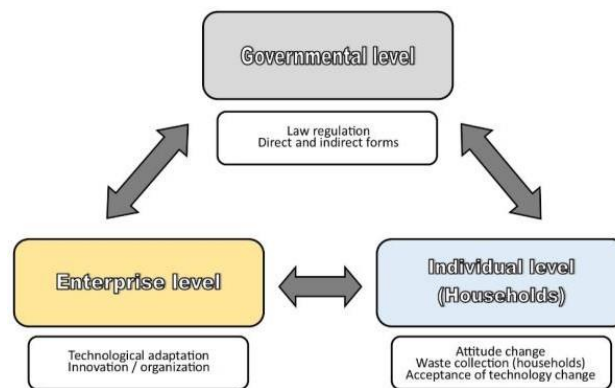 Governmental level
Law regulation
Direct and indirect forms
Enterprise level
Technological adaptation
Innovation / organization
Individual level
(Households)
Attitude change
Waste collection (households)
Acceptance of technology change